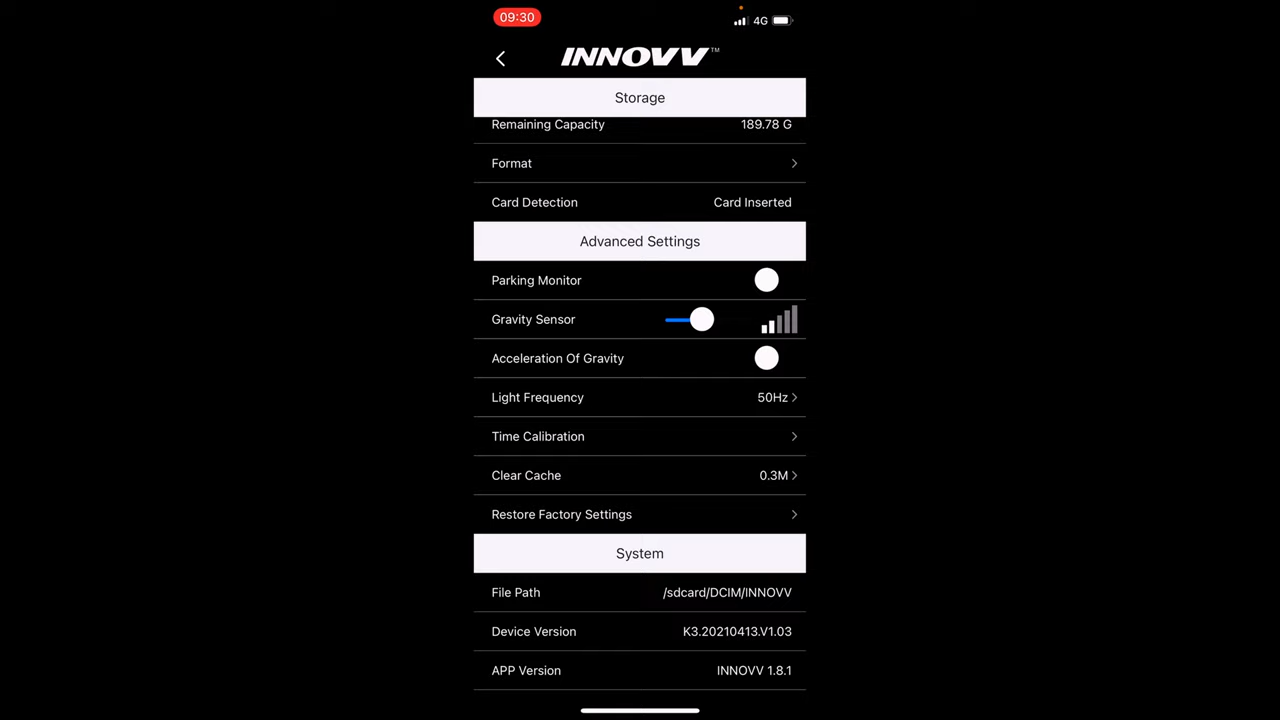 09:30
4G
INNOVV™
Storage
Remaining Capacity 189.78 G
Format
Card Detection Card Inserted
Advanced Settings
Parking Monitor
Gravity Sensor
Acceleration Of Gravity
Light Frequency 50Hz
Time Calibration
Clear Cache 0.3M
Restore Factory Settings
System
File Path /sdcard/DCIM/INNOVV
Device Version K3.20210413.V1.03
APP Version INNOVV 1.8.1